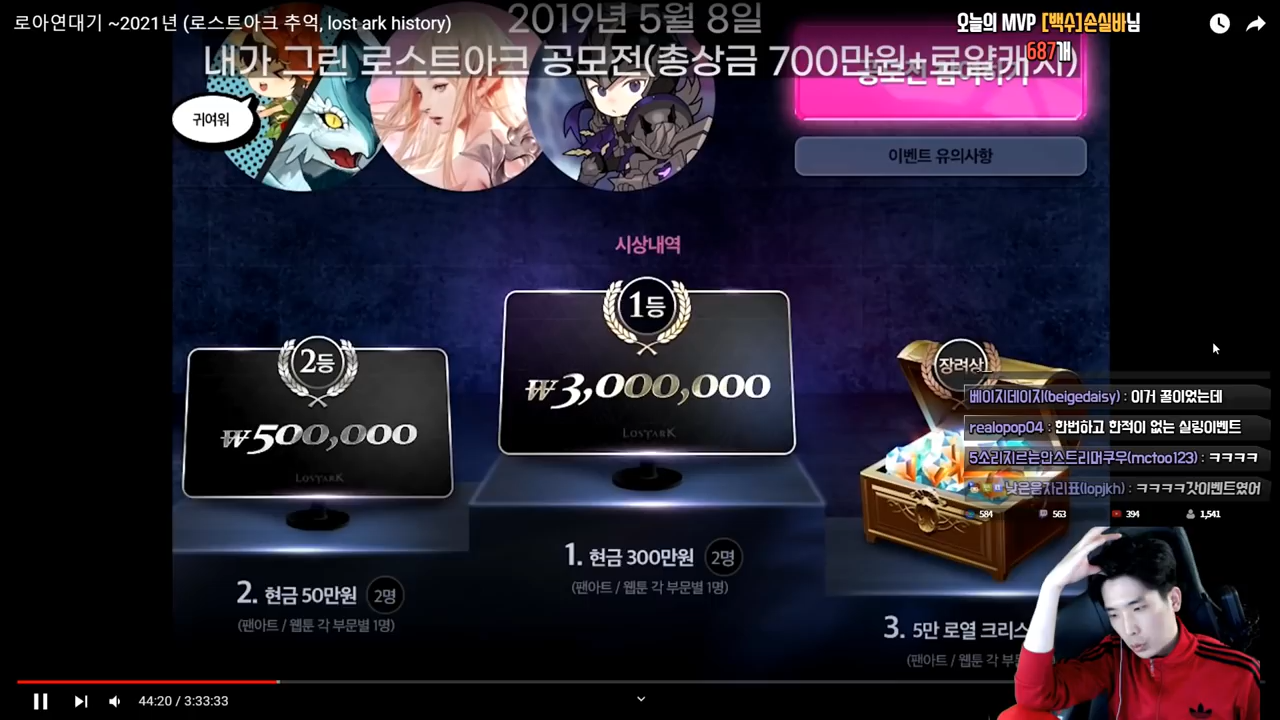 로아연대기 ~2021년 (로스트아크 추억, lost ark history)
2019년 5월 8일
오늘의 MVP [백수]손실바님
687개
내가 그린 로스트아크 공모전(총상금 700만원+로얄캐시)
귀여워
이벤트 유의사항
시상내역
1등
₩3,000,000
LOSTARK
2등
₩500,000
LOSTARK
장려상
베이지데이지(beigedaisy) : 이거 꿀이었는데
realopop04 : 한번하고 한적이 없는 실링이벤트
5소리지르는안스트리머쿠우(mctoo123) : ㅋㅋㅋㅋ
낮은음자리표(lopjkh) : ㅋㅋㅋㅋ갓이벤트였어
584 563 394 1,541
1. 현금 300만원 2명
(팬아트 / 웹툰 각 부문별 1명)
2. 현금 50만원 2명
(팬아트 / 웹툰 각 부문별 1명)
3. 5만 로열 크리스
(팬아트 / 웹툰 각 부
44:20 / 3:33:33